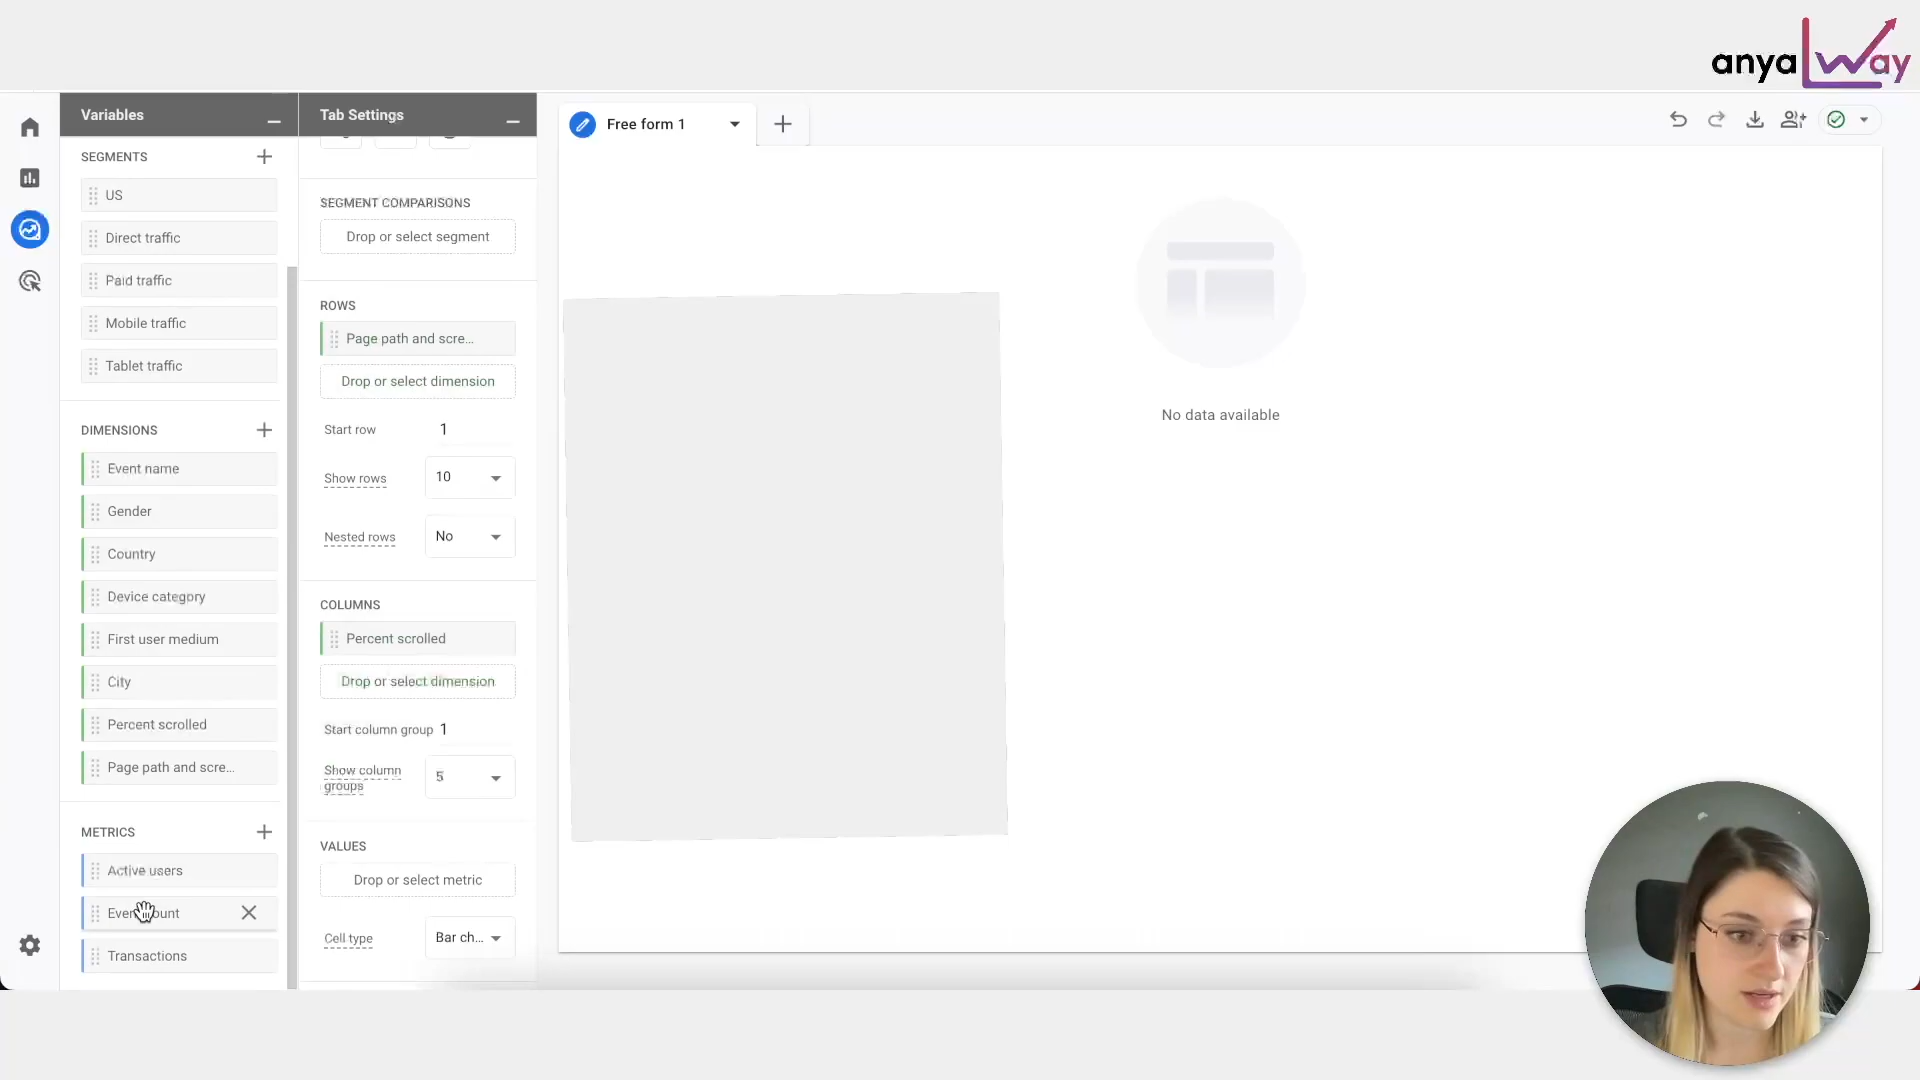 anyalWay
Variables
Tab Settings
Free form 1
SEGMENTS
US
Direct traffic
Paid traffic
Mobile traffic
Tablet traffic
DIMENSIONS
Event name
Gender
Country
Device category
First user medium
City
Percent scrolled
Page path and scre...
METRICS
Active users
Event count
Transactions
SEGMENT COMPARISONS
Drop or select segment
ROWS
Page path and scre...
Drop or select dimension
Start row 1
Show rows 10
Nested rows No
COLUMNS
Percent scrolled
Drop or select dimension
Start column group 1
Show column 5
groups
VALUES
Drop or select metric
Cell type Bar ch...
No data available